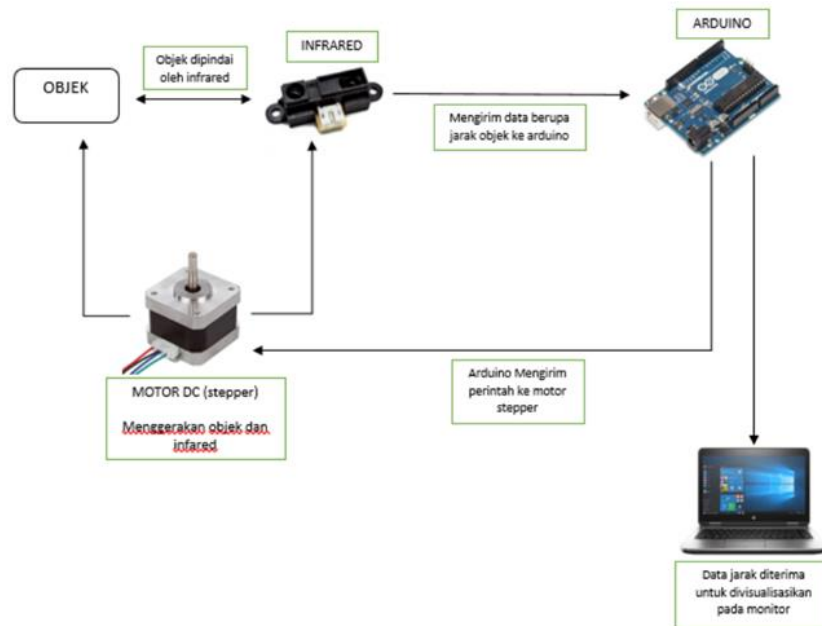 INFRARED
ARDUINO
Objek dipindai
oleh infrared
OBJEK
Mengirim data berupa
jarak objek ke arduino
MOTOR DC (stepper)
Menggerakan objek dan
infared
Arduino Mengirim
perintah ke motor
stepper
Data jarak diterima
untuk divisualisasikan
pada monitor